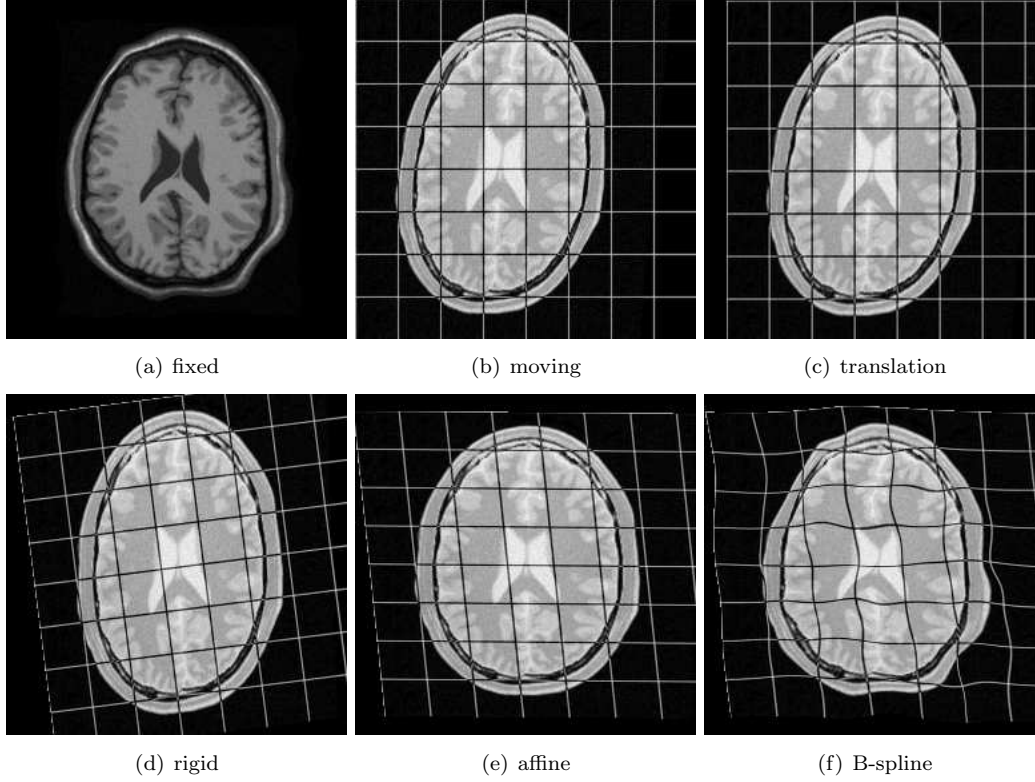 (a) fixed
(b) moving
(c) translation
(d) rigid
(e) affine
(f) B-spline